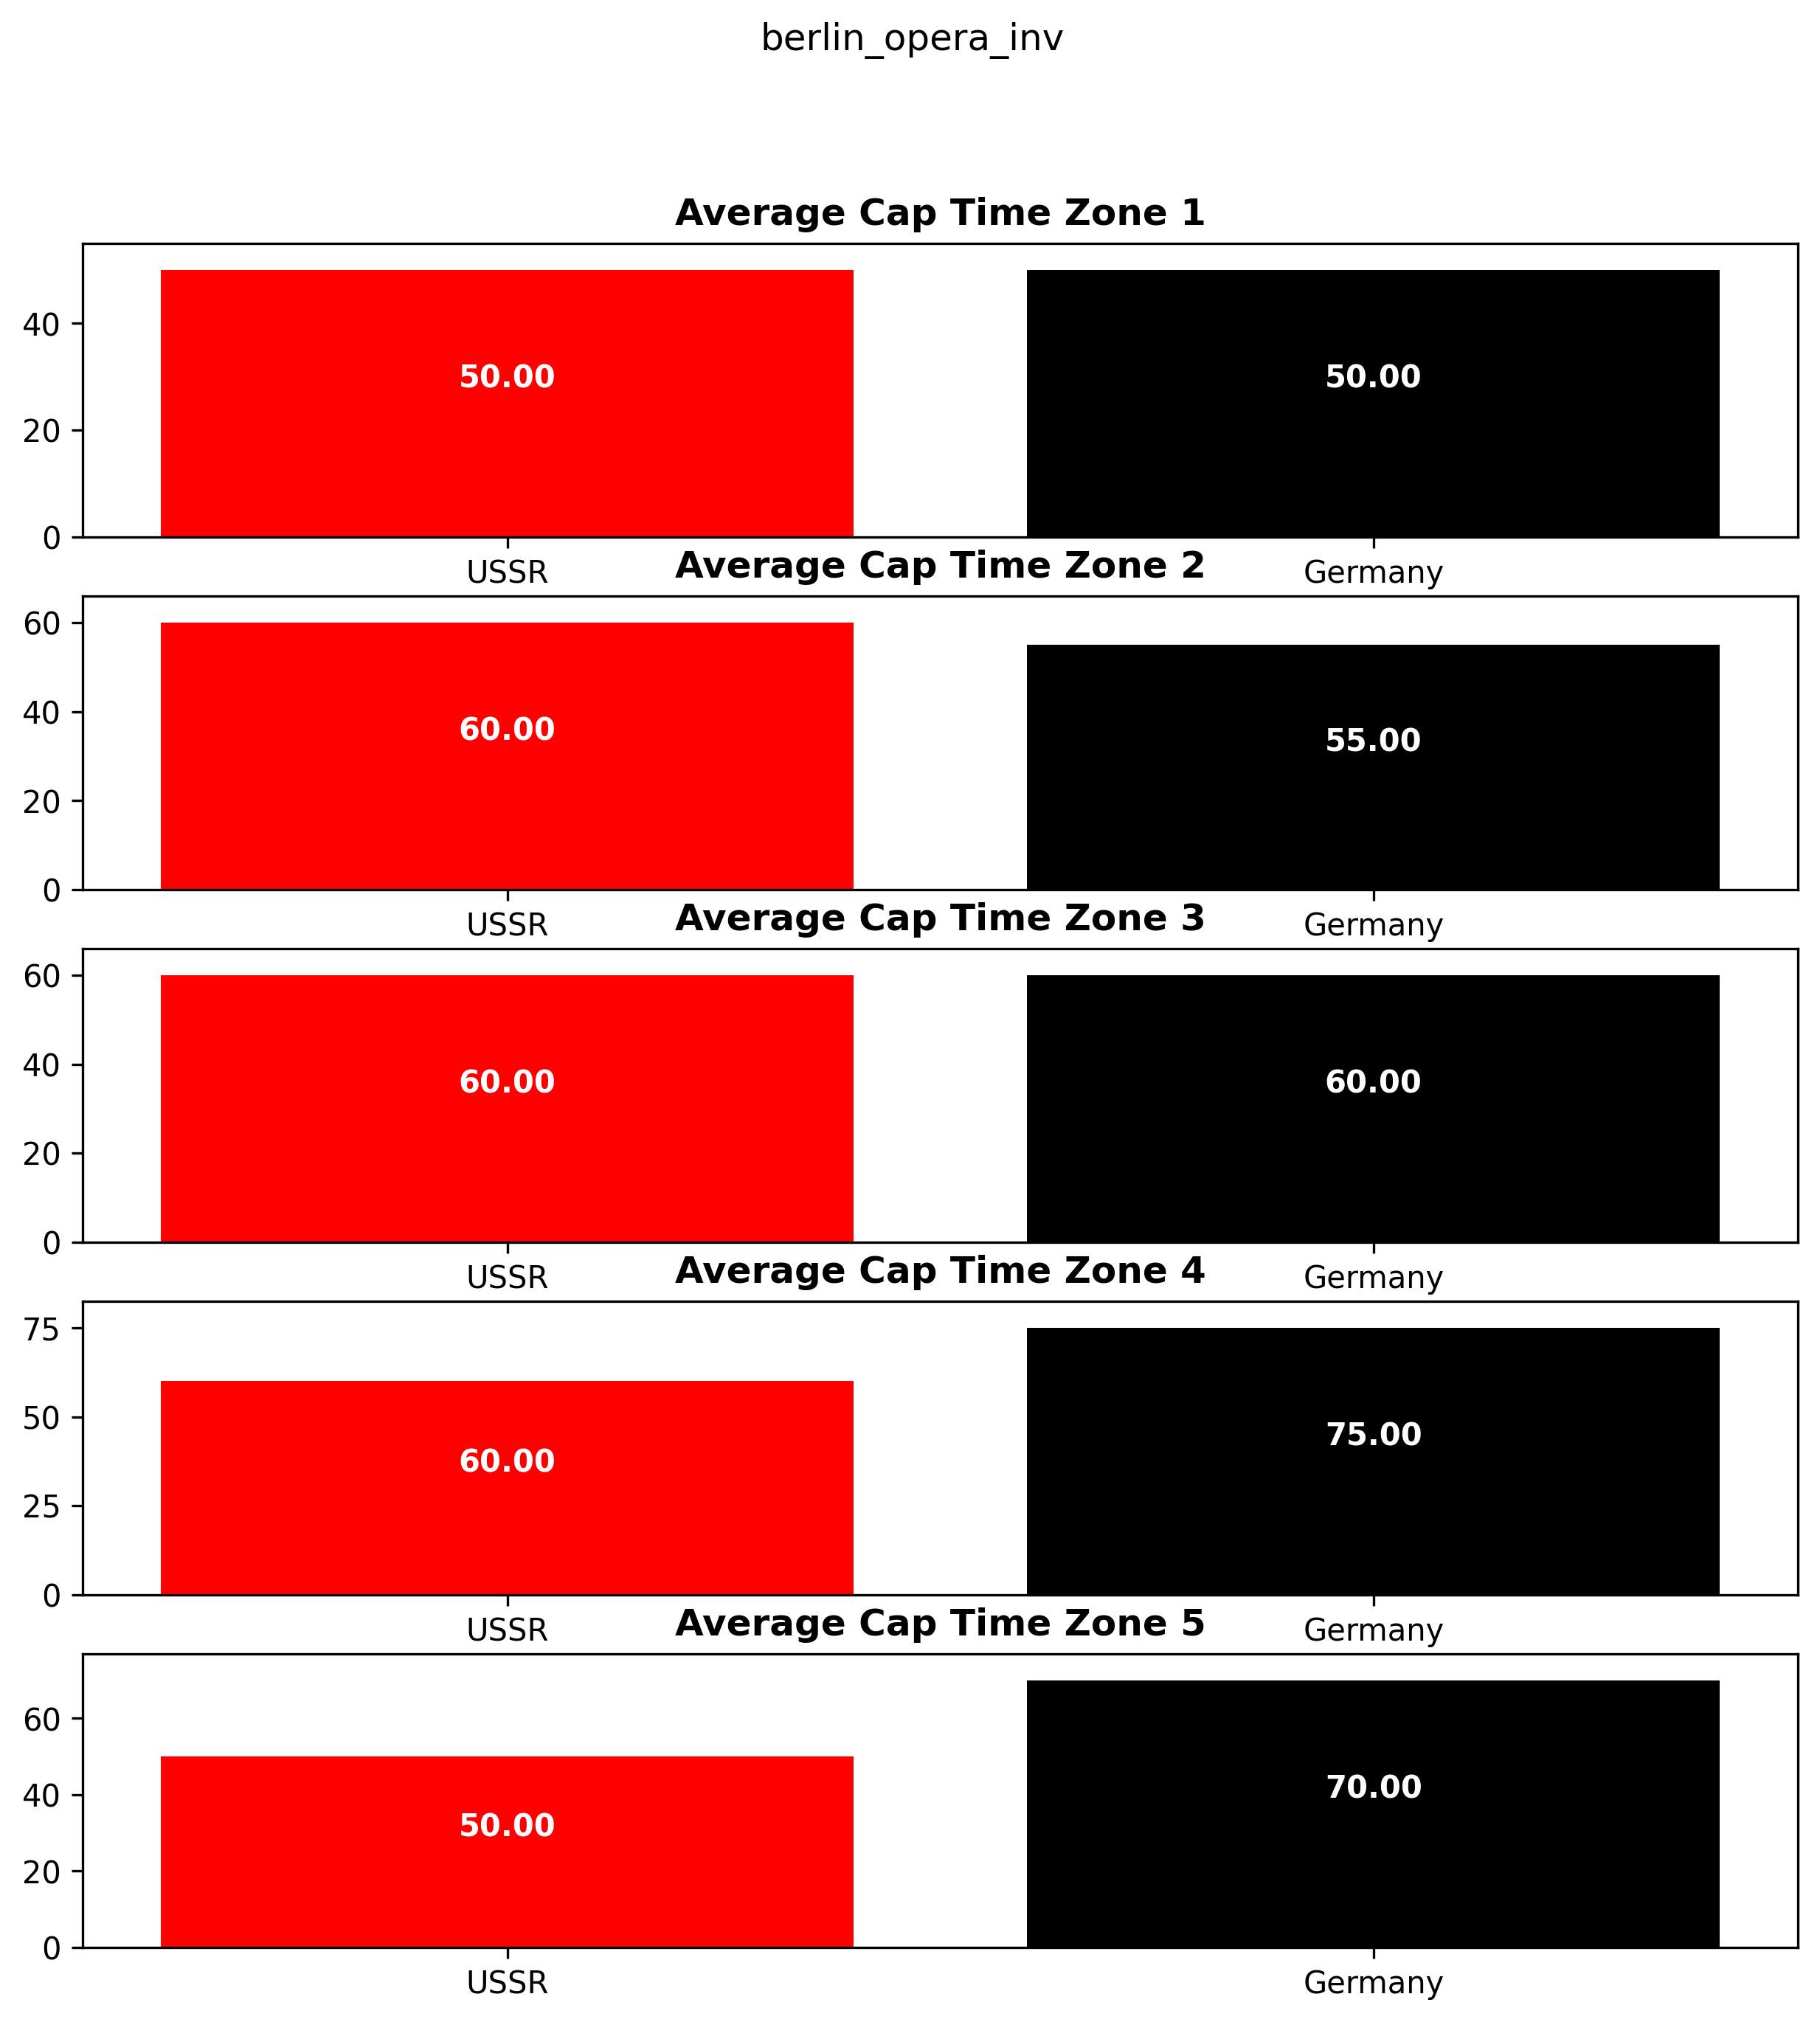 berlin_opera_inv
Average Cap Time Zone 1
40
20
0
50.00 50.00
USSR Germany
Average Cap Time Zone 2
60
40
20
0
60.00 55.00
USSR Germany
Average Cap Time Zone 3
60
40
20
0
60.00 60.00
USSR Germany
Average Cap Time Zone 4
75
50
25
0
60.00 75.00
USSR Germany
Average Cap Time Zone 5
60
40
20
0
50.00 70.00
USSR Germany